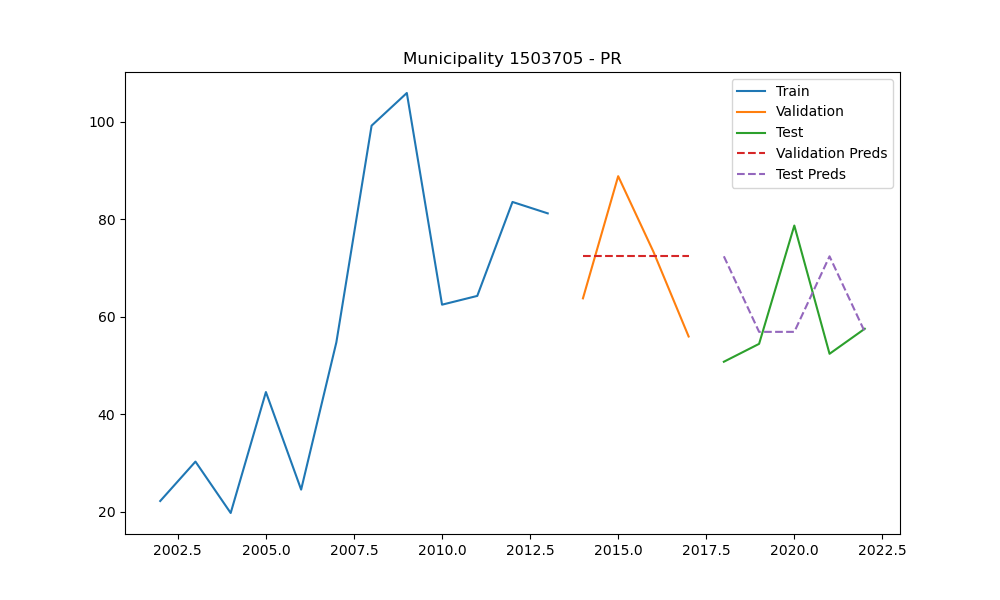 Municipality 1503705 - PR
Train
Validation
Test
Validation Preds
Test Preds
100
80
60
40
20
2002.5 2005.0 2007.5 2010.0 2012.5 2015.0 2017.5 2020.0 2022.5